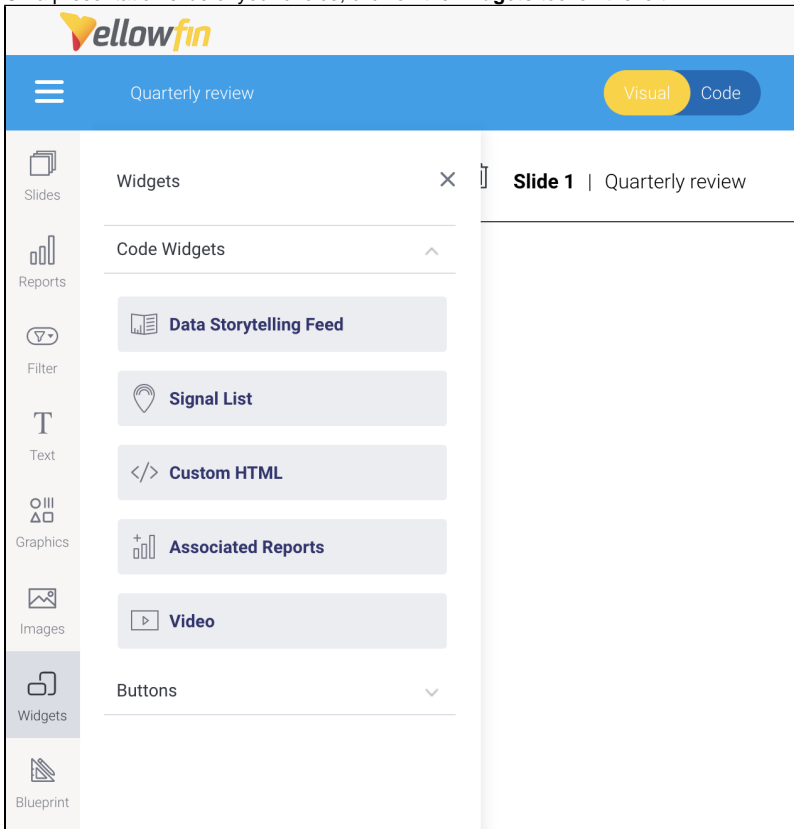 Yellowfin
Quarterly review
Visual
Code
Slides
Reports
Filter
Text
Graphics
Images
Widgets
Blueprint
Widgets
Code Widgets
Data Storytelling Feed
Signal List
</> Custom HTML
Associated Reports
Video
Buttons
Slide 1 | Quarterly review